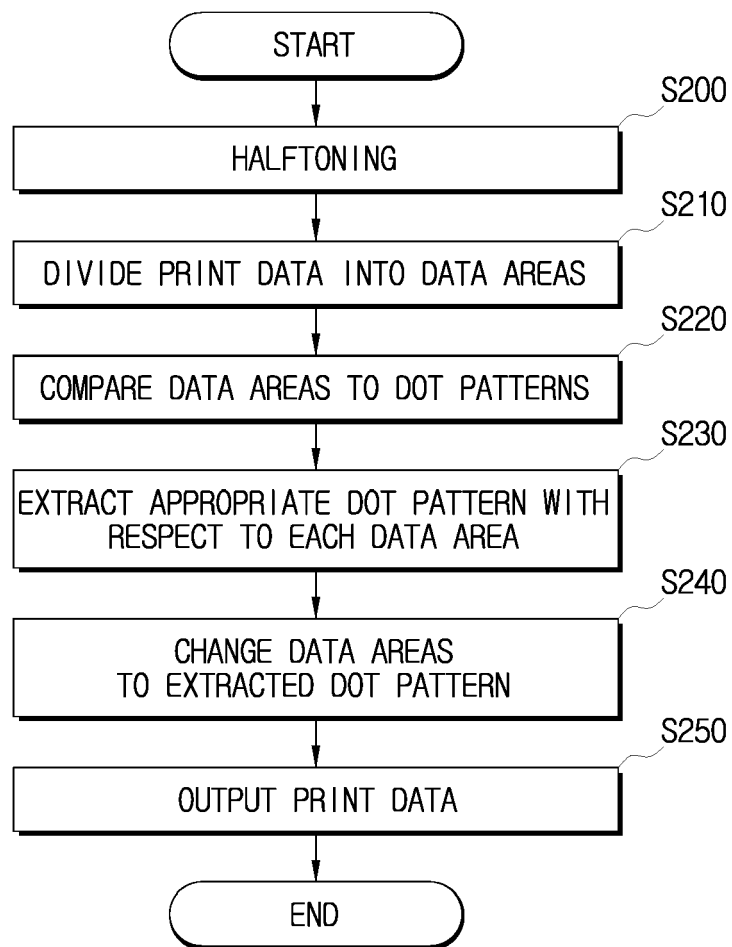 START
S200
HALFTONING
S210
DIVIDE PRINT DATA INTO DATA AREAS
S220
COMPARE DATA AREAS TO DOT PATTERNS
S230
EXTRACT APPROPRIATE DOT PATTERN WITH
RESPECT TO EACH DATA AREA
S240
CHANGE DATA AREAS
TO EXTRACTED DOT PATTERN
S250
OUTPUT PRINT DATA
END